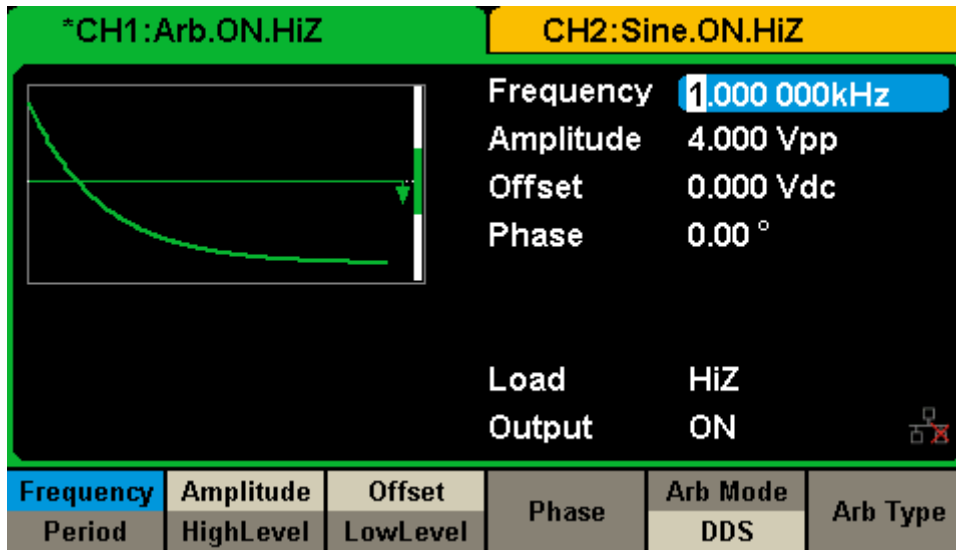 *CH1:Arb.ON.HiZ CH2:Sine.ON.HiZ
Frequency 1.000 000kHz
Amplitude 4.000 Vpp
Offset 0.000 Vdc
Phase 0.00 °
Load HiZ
Output ON
Frequency Amplitude Offset Phase Arb Mode Arb Type
Period HighLevel LowLevel DDS